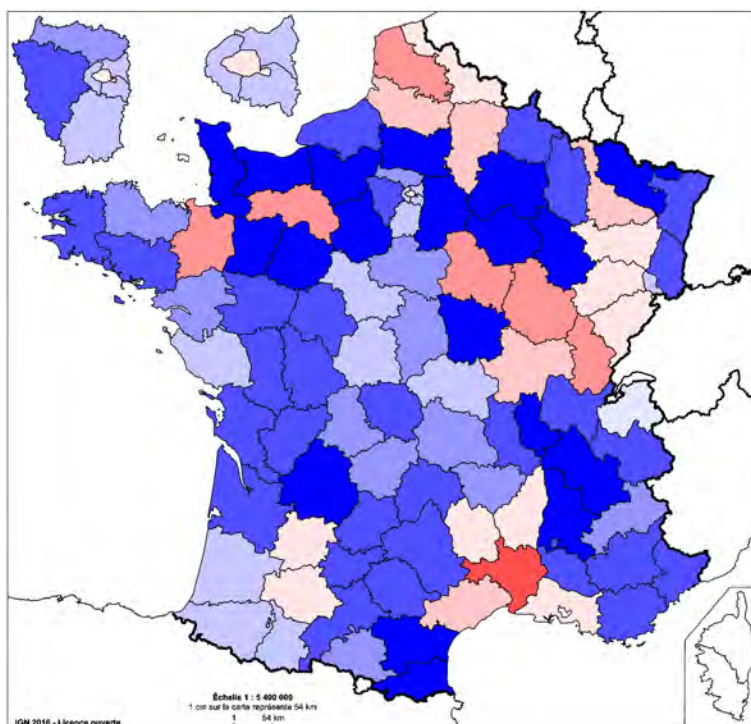 Échelle 1 : 5 400 000
1 cm sur la carte représente 54 km
1 54 km
IGN 2016 - Licence ouverte